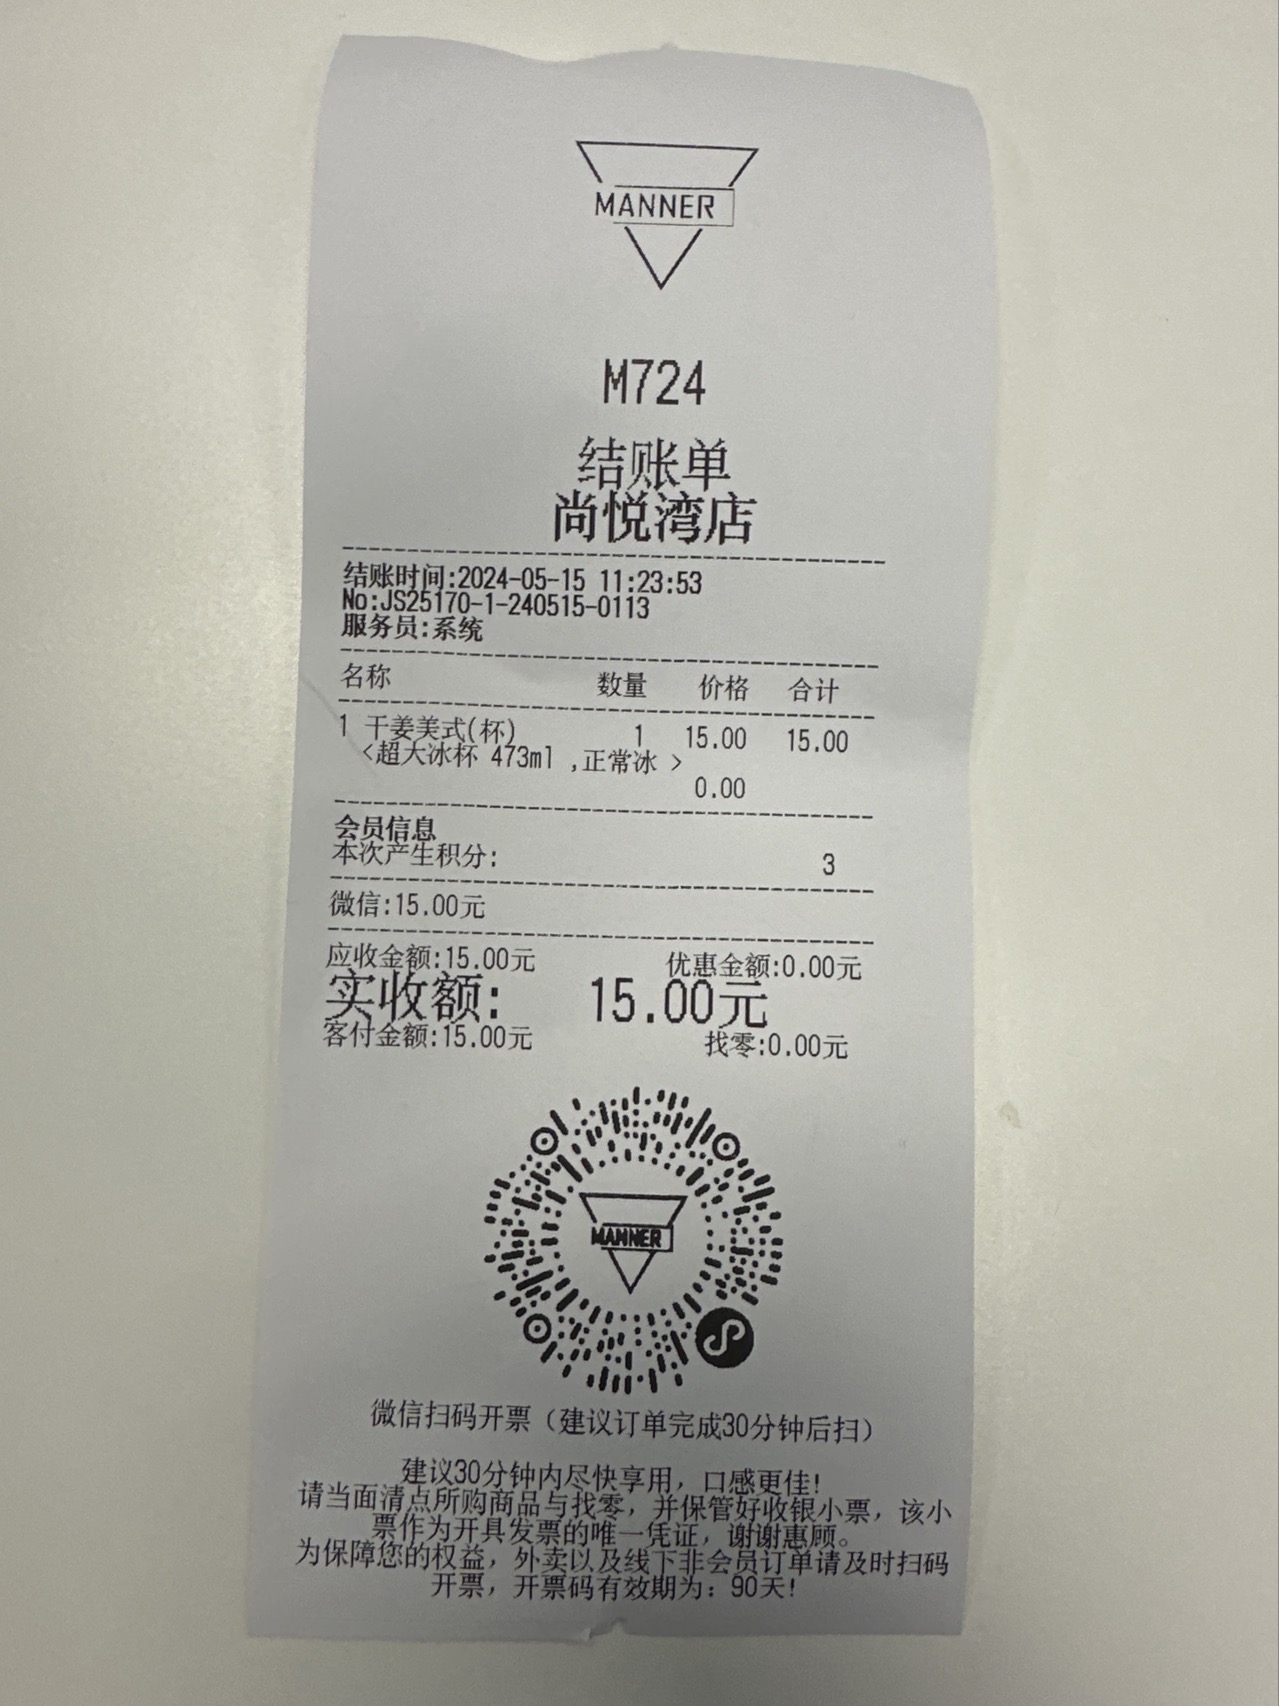 MANNER
M724
结账单
尚悦湾店
结账时间:2024-05-15 11:23:53
No:JS25170-1-240515-0113
服务员:系统
名称 数量 价格 合计
1 干姜美式(杯) 1 15.00 15.00
<超大冰杯 473ml ,正常冰 >
0.00
会员信息
本次产生积分: 3
微信:15.00元
应收金额:15.00元 优惠金额:0.00元
实收额: 15.00元
客付金额:15.00元 找零:0.00元
MANNER
微信扫码开票（建议订单完成30分钟后扫）
建议30分钟内尽快享用，口感更佳!
请当面清点所购商品与找零，并保管好收银小票，该小
票作为开具发票的唯一凭证，谢谢惠顾。
为保障您的权益，外卖以及线下非会员订单请及时扫码
开票，开票码有效期为：90天!